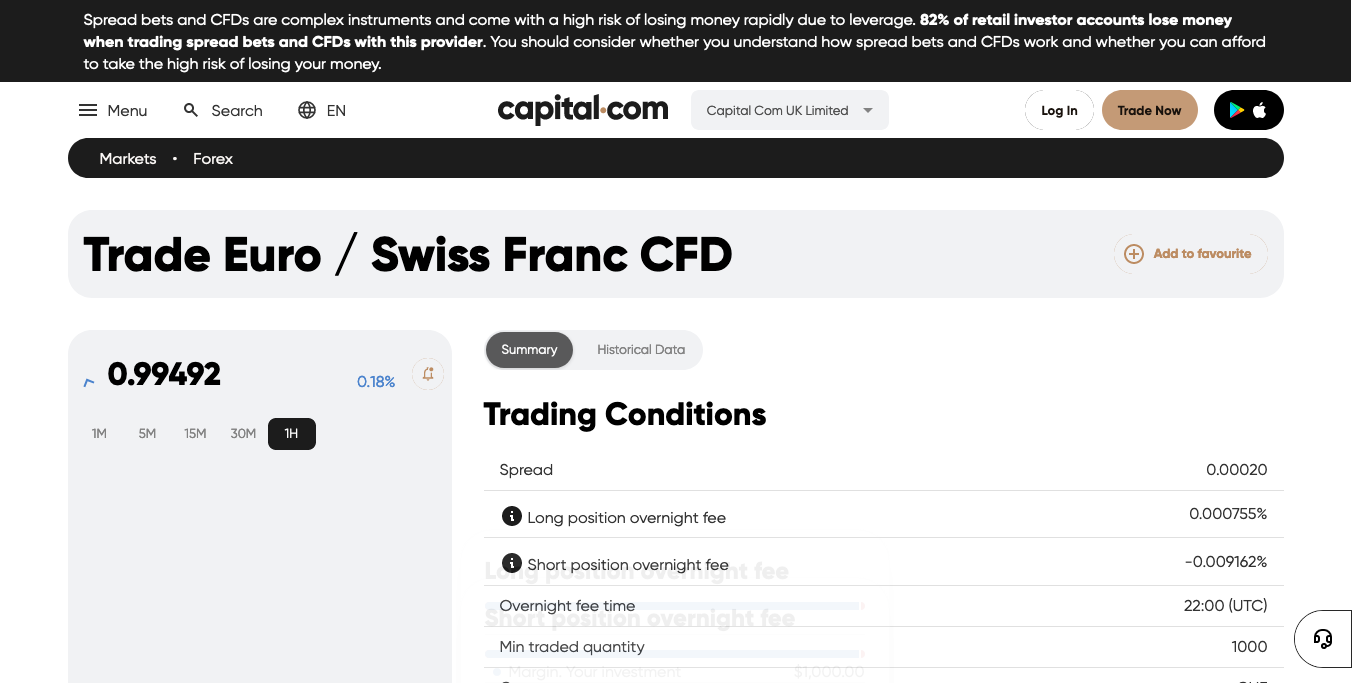 Spread bets and CFDs are complex instruments and come with a high risk of losing money rapidly due to leverage. 82% of retail investor accounts lose money
when trading spread bets and CFDs with this provider. You should consider whether you understand how spread bets and CFDs work and whether you can afford
to take the high risk of losing your money.
Menu Search EN capital.com Capital Com UK Limited Log In Trade Now
Markets • Forex
Trade Euro / Swiss Franc CFD
Add to favourite
0.99492
0.18%
1M 5M 15M 30M 1H
Summary Historical Data
Trading Conditions
Spread 0.00020
Long position overnight fee 0.000755%
Short position overnight fee -0.009162%
Long position overnight fee
Overnight fee time 22:00 (UTC)
Short position overnight fee
Min traded quantity 1000
Margin. Your investment $1,000.00